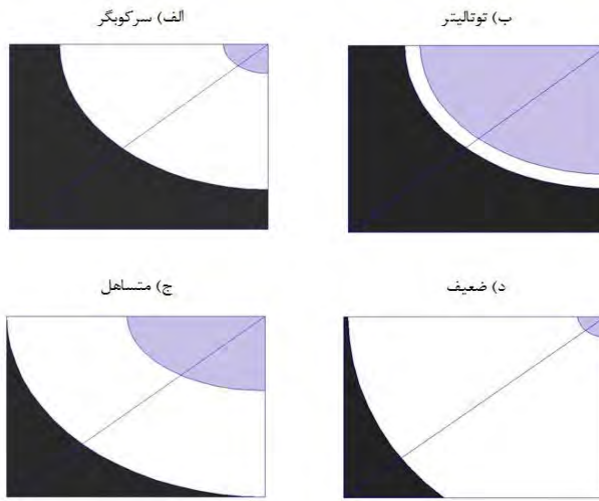 الف) سرکوبگر
ب) توتالیتر
ج) متساهل
د) ضعیف